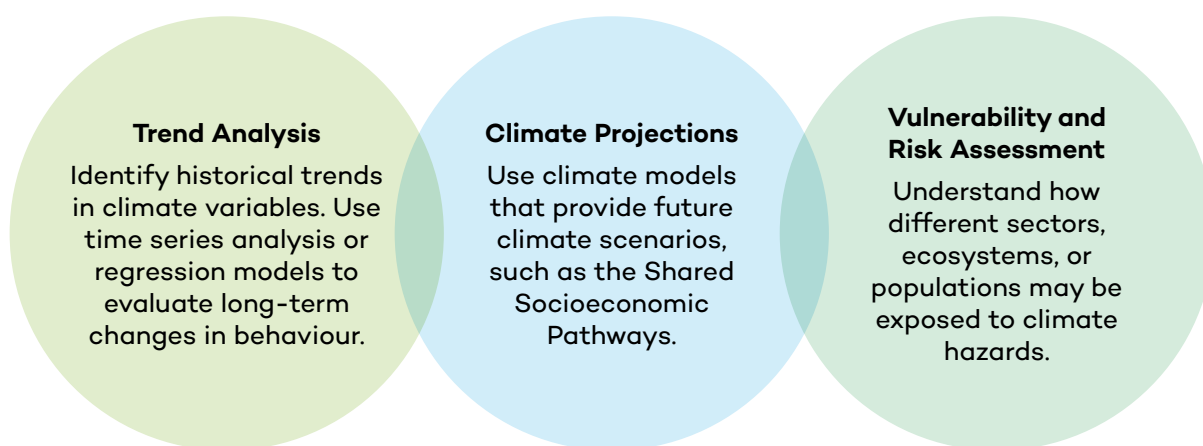 Trend Analysis
Identify historical trends
in climate variables. Use
time series analysis or
regression models to
evaluate long-term
changes in behaviour.
Climate Projections
Use climate models
that provide future
climate scenarios,
such as the Shared
Socioeconomic
Pathways.
Vulnerability and
Risk Assessment
Understand how
different sectors,
ecosystems, or
populations may be
exposed to climate
hazards.